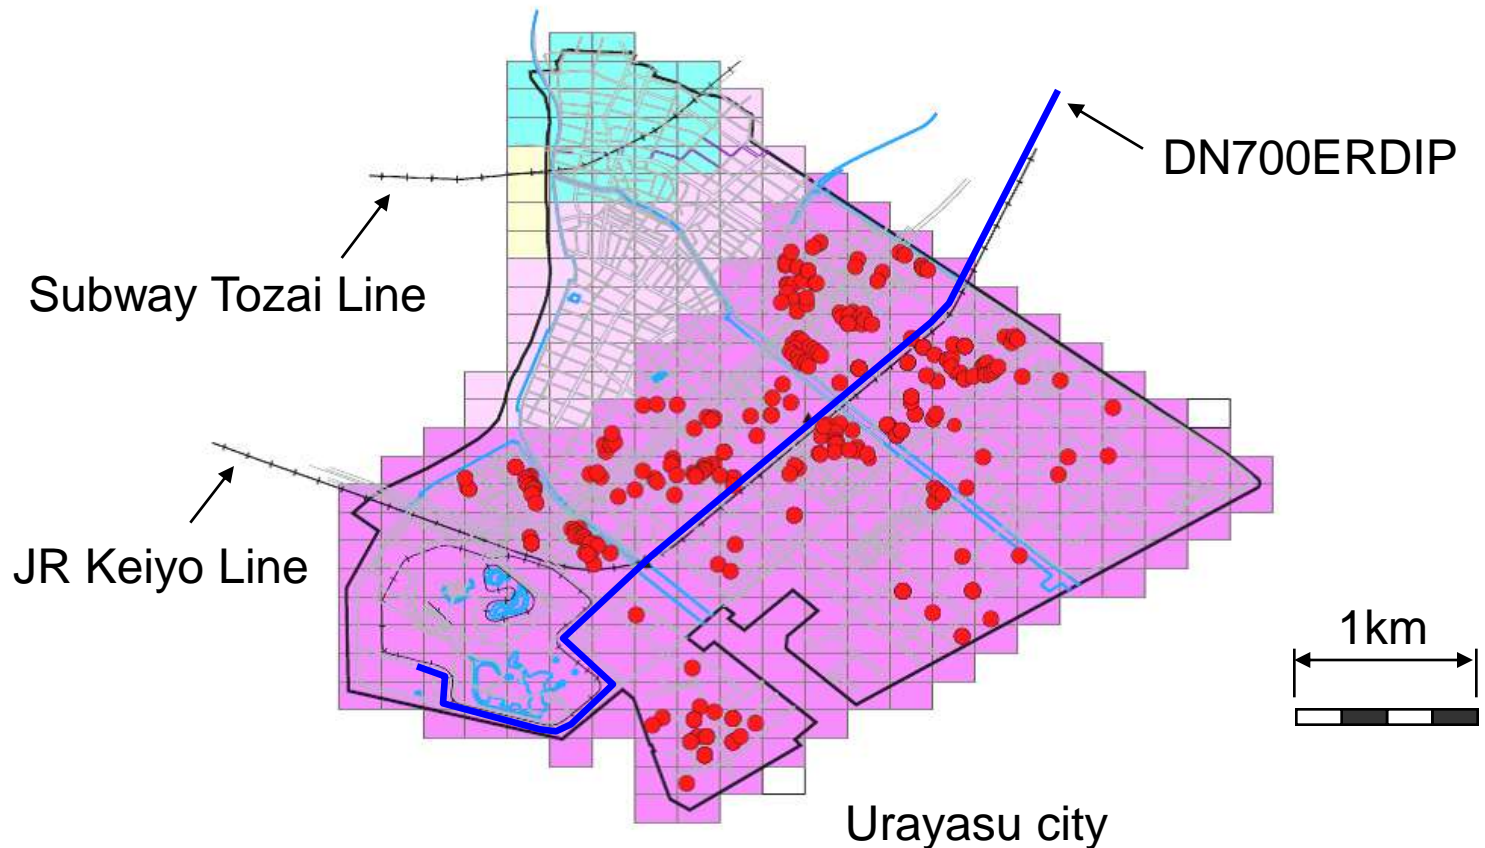 DN700ERDIP
Subway Tozai Line
JR Keiyo Line
1km
Urayasu city